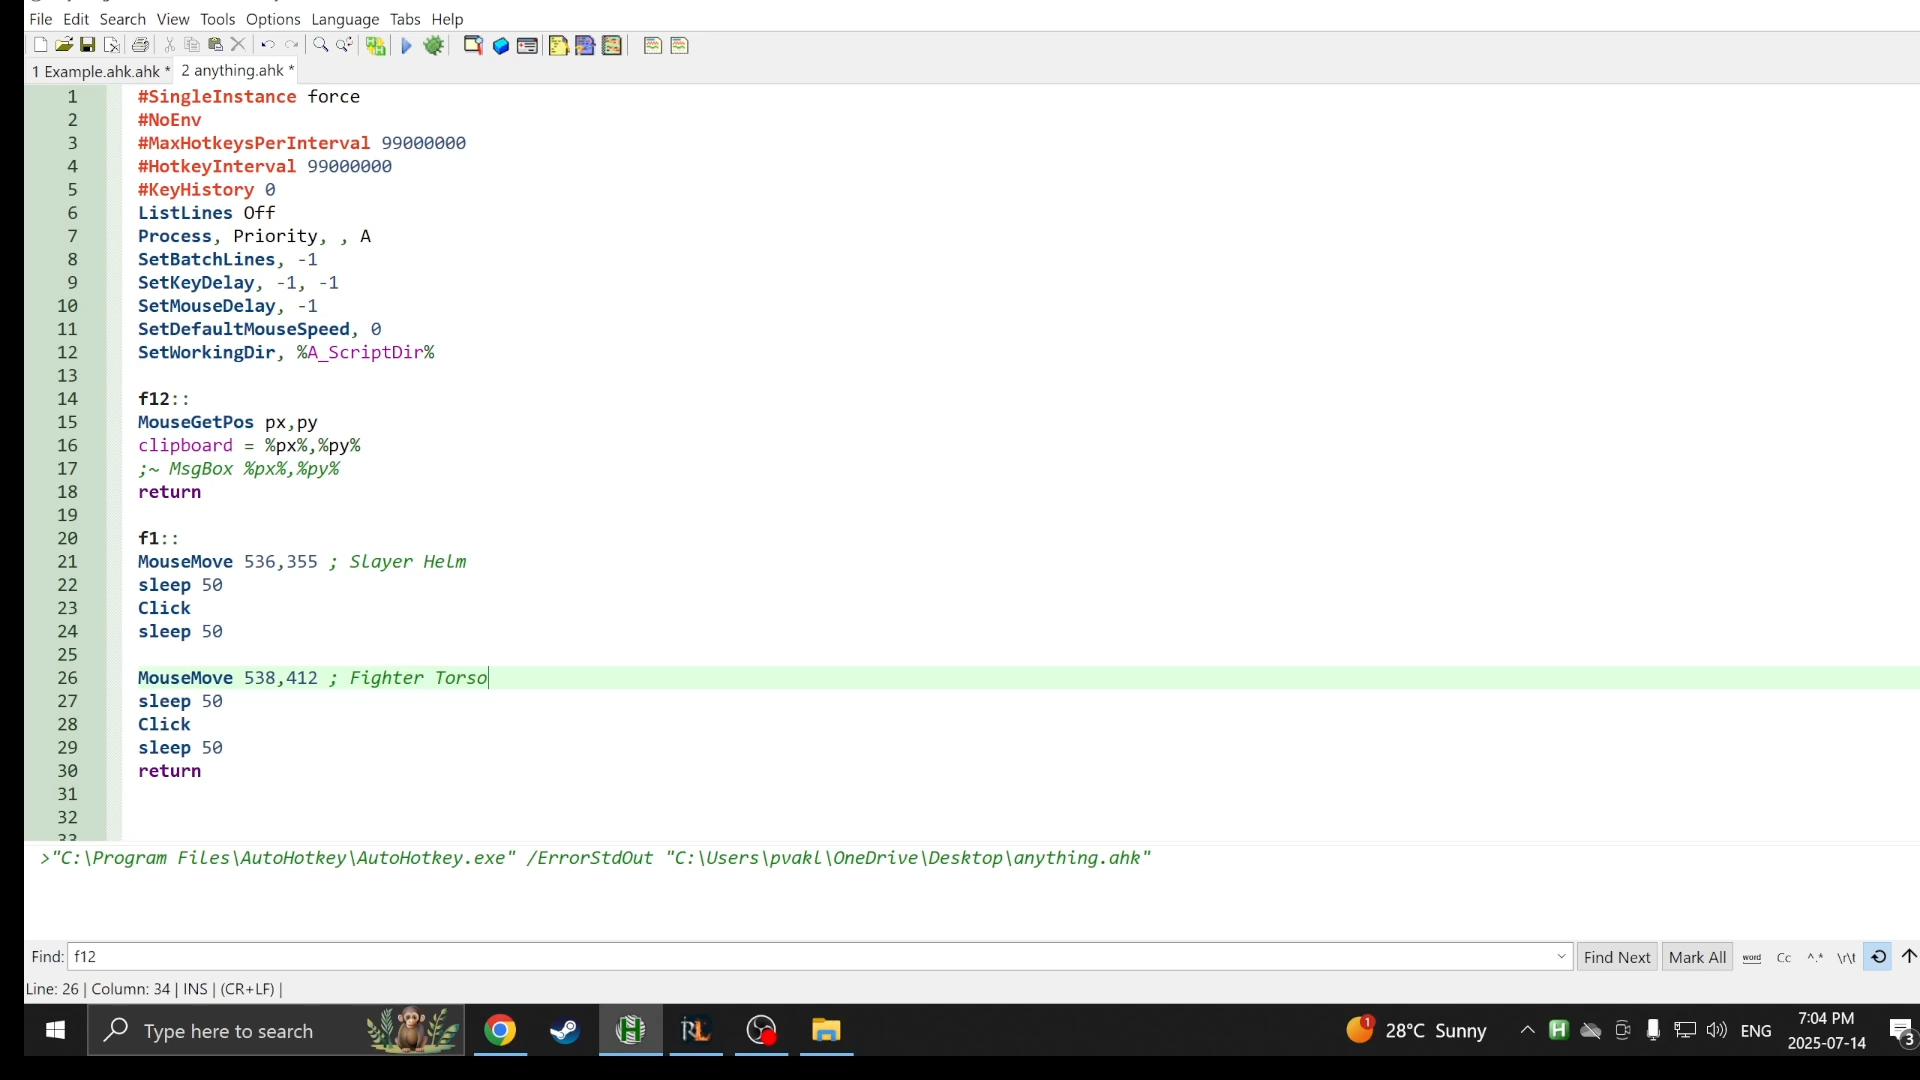 File Edit Search View Tools Options Language Tabs Help
1 Example.ahk.ahk * 2 anything.ahk *
1 #SingleInstance force
2 #NoEnv
3 #MaxHotkeysPerInterval 99000000
4 #HotkeyInterval 99000000
5 #KeyHistory 0
6 ListLines Off
7 Process, Priority, , A
8 SetBatchLines, -1
9 SetKeyDelay, -1, -1
10 SetMouseDelay, -1
11 SetDefaultMouseSpeed, 0
12 SetWorkingDir, %A_ScriptDir%
13
14 f12::
15 MouseGetPos px,py
16 clipboard = %px%,%py%
17 ;~ MsgBox %px%,%py%
18 return
19
20 f1::
21 MouseMove 536,355 ; Slayer Helm
22 sleep 50
23 Click
24 sleep 50
25
26 MouseMove 538,412 ; Fighter Torso
27 sleep 50
28 Click
29 sleep 50
30 return
31
32
33
>"C:\Program Files\AutoHotkey\AutoHotkey.exe" /ErrorStdOut "C:\Users\pvakl\OneDrive\Desktop\anything.ahk"
Find: f12 Find Next Mark All word Cc ^.* \r\t
Line: 26 | Column: 34 | INS | (CR+LF) |
Type here to search RL 1 28°C Sunny H ENG 7:04 PM
2025-07-14 3